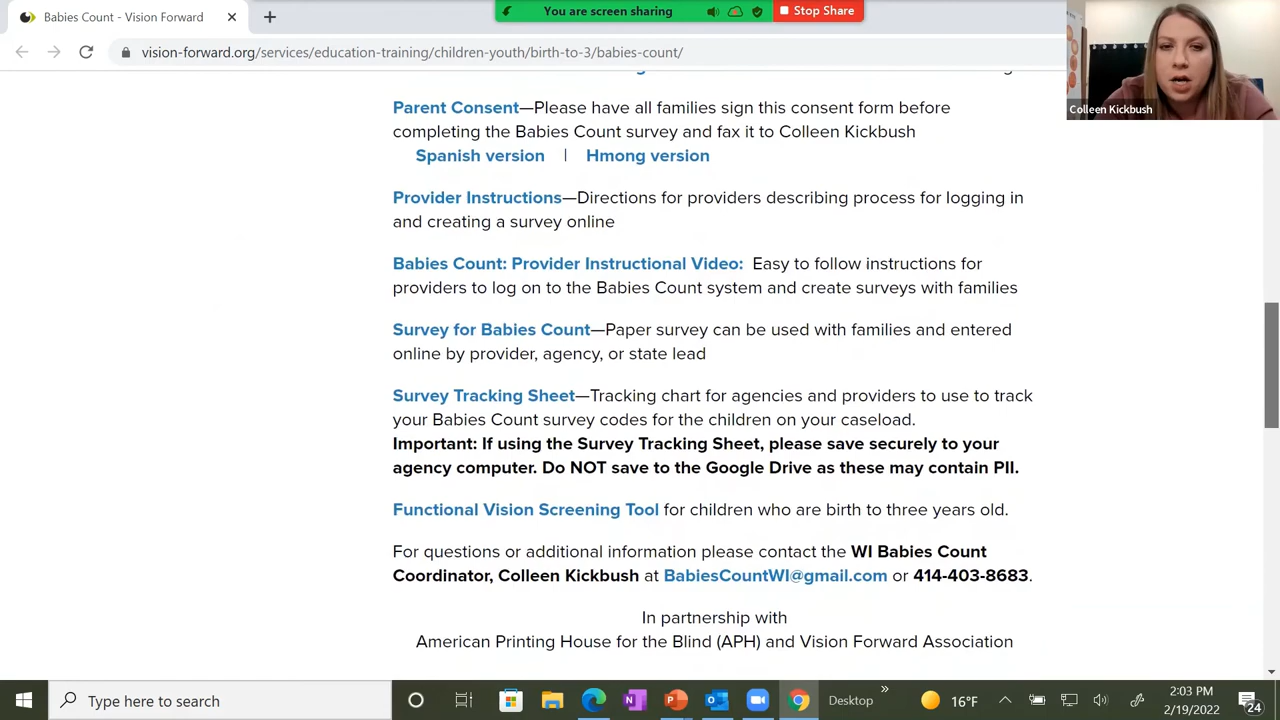 Babies Count - Vision Forward
You are screen sharing
Stop Share
vision-forward.org/services/education-training/children-youth/birth-to-3/babies-count/
Colleen Kickbush
Parent Consent—Please have all families sign this consent form before
completing the Babies Count survey and fax it to Colleen Kickbush
Spanish version | Hmong version
Provider Instructions—Directions for providers describing process for logging in
and creating a survey online
Babies Count: Provider Instructional Video: Easy to follow instructions for
providers to log on to the Babies Count system and create surveys with families
Survey for Babies Count—Paper survey can be used with families and entered
online by provider, agency, or state lead
Survey Tracking Sheet—Tracking chart for agencies and providers to use to track
your Babies Count survey codes for the children on your caseload.
Important: If using the Survey Tracking Sheet, please save securely to your
agency computer. Do NOT save to the Google Drive as these may contain PII.
Functional Vision Screening Tool for children who are birth to three years old.
For questions or additional information please contact the WI Babies Count
Coordinator, Colleen Kickbush at BabiesCountWI@gmail.com or 414-403-8683.
In partnership with
American Printing House for the Blind (APH) and Vision Forward Association
Type here to search
Desktop
16°F
2:03 PM
2/19/2022
24